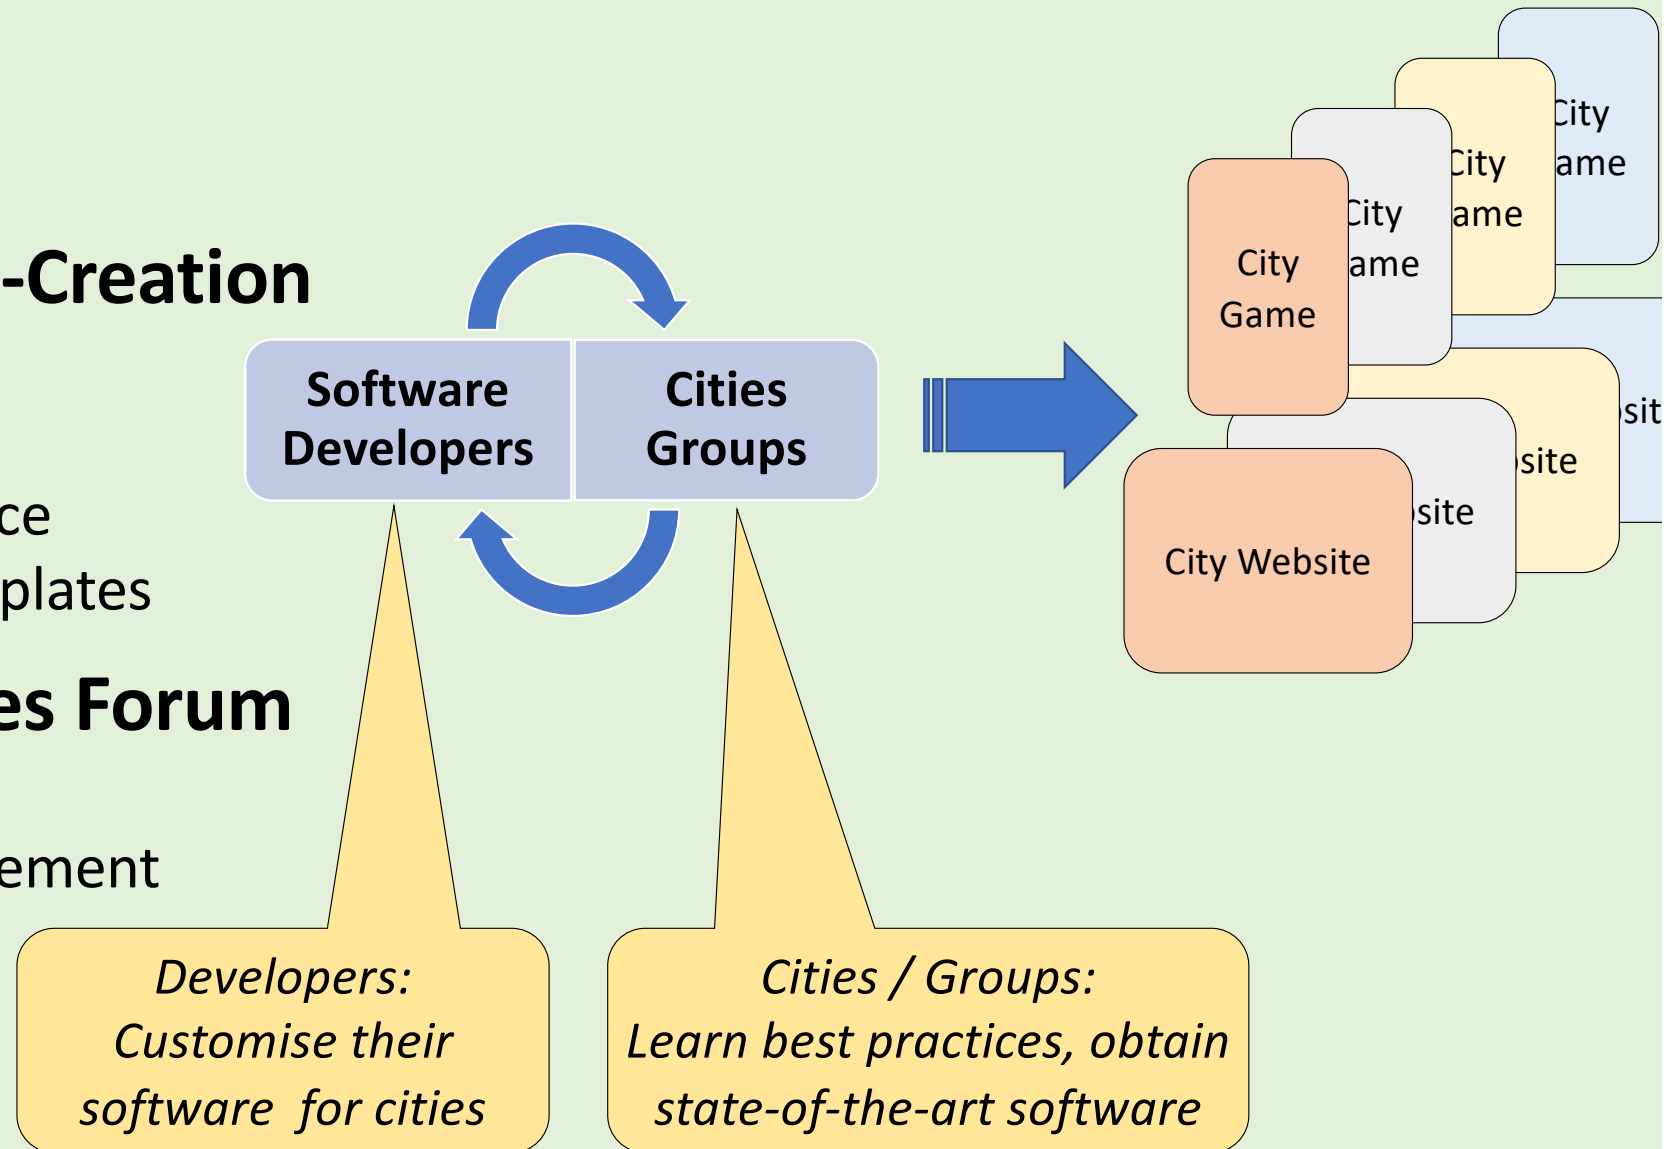 -Creation
ce
plates
es Forum
ement
Software
Developers
Cities
Groups
Developers:
Customise their
software for cities
Cities / Groups:
Learn best practices, obtain
state-of-the-art software
City
Game
City
ame
City
ame
City
ame
City Website
site
site
sit